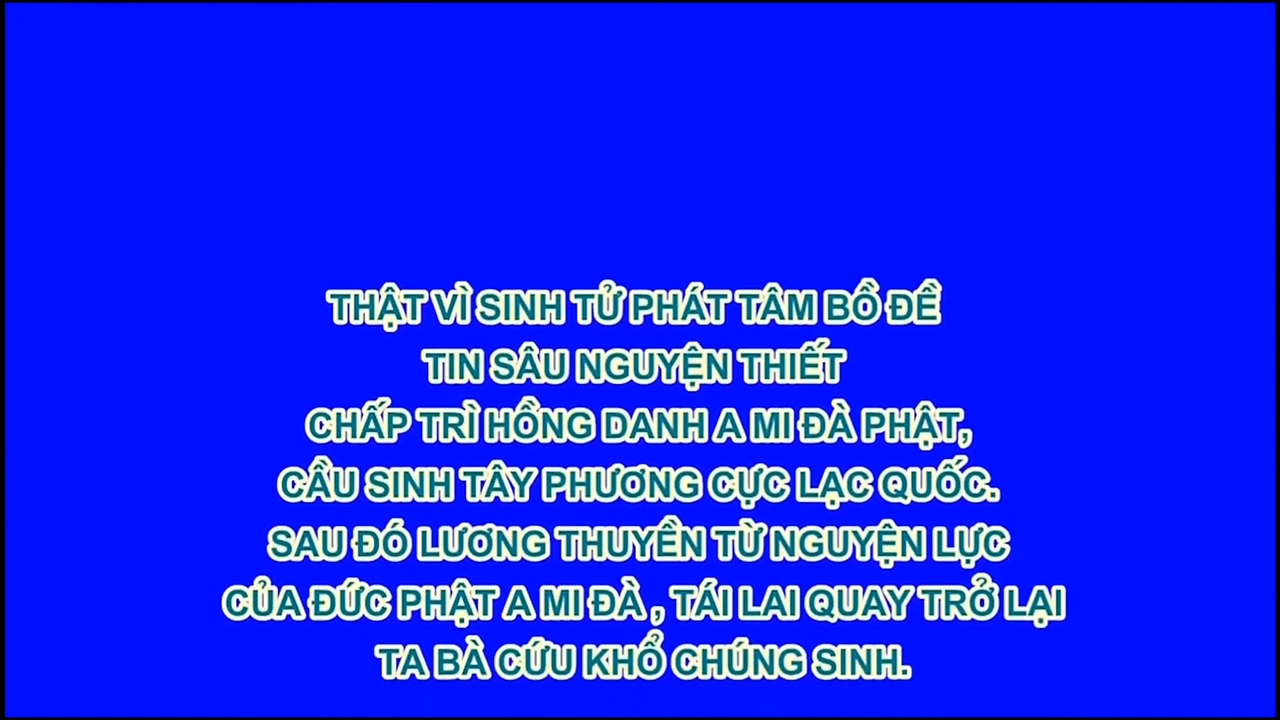 THẬT VÌ SINH TỬ PHÁT TÂM BỒ ĐỀ
TIN SÂU NGUYỆN THIẾT
CHẤP TRÌ HỒNG DANH A MI ĐÀ PHẬT,
CẦU SINH TÂY PHƯƠNG CỰC LẠC QUỐC.
SAU ĐÓ LƯƠNG THUYỀN TỪ NGUYỆN LỰC
CỦA ĐỨC PHẬT A MI ĐÀ , TÁI LAI QUAY TRỞ LẠI
TA BÀ CỨU KHỔ CHÚNG SINH.